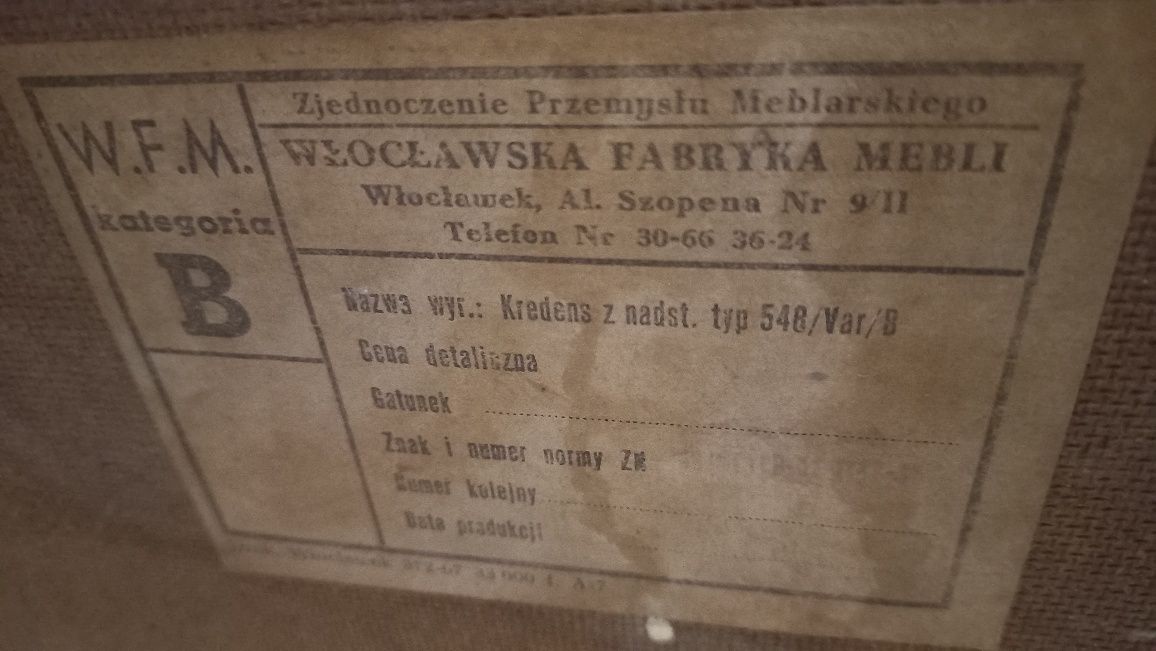 Zjednoczenie Przemysłu Meblarskiego
W.F.M.
WŁOCŁAWSKA FABRYKA MEBLI
Włocławek, Al. Szopena Nr 9/II
Telefon Nr 30-66 36-24
kategoria
B
Nazwa wyr.: Kredens z nadst. typ 548/Var/B
Cena detaliczna
Gatunek
Znak i numer normy ZN
Numer kolejny
Data produkcji